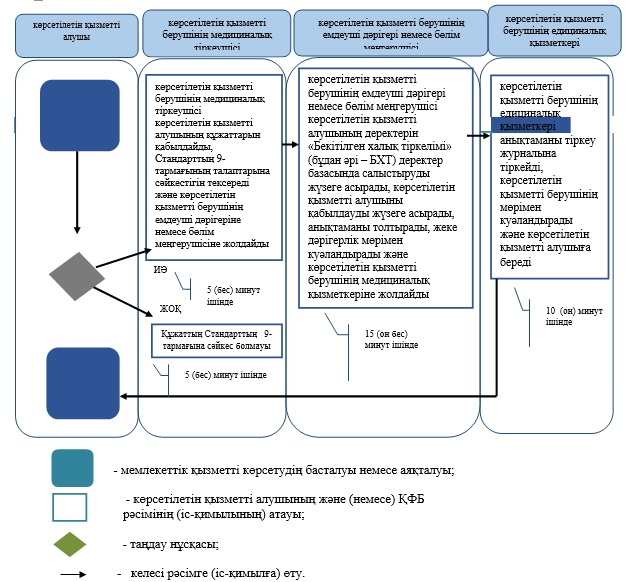 көрсетілетін қызметті
алушы
көрсетілетін қызметті
берушінің медициналық
тіркеушісі
көрсетілетін қызметті берушінің
емдеуші дәрігері немесе бөлім
меңгерушісі
көрсетілетін қызметті
берушінің едициналық
қызметкері
көрсетілетін қызметті
берушінің медициналық
тіркеушісі
көрсетілетін қызметті
алушының құжаттарын
қабылдайды,
Стандарттың 9-
тармағының талаптарына
сәйкестігін тексереді
және көрсетілетін
қызметті берушінің
емдеуші дәрігеріне
немесе бөлім
меңгерушісіне жолдайды
ИӘ
5 (бес) минут
ішінде
ЖОҚ
Құжаттың Стандарттың 9-
тармағына сәйкес болмауы
5 (бес) минут ішінде
көрсетілетін қызметті
берушінің емдеуші дәрігері
немесе бөлім меңгерушісі
көрсетілетін қызметті
алушының деректерін
«Бекітілген халық тіркелімі»
(бұдан әрі – БХТ) деректер
базасында салыстыруды
жүзеге асырады, көрсетілетін
қызметті алушыны
қабылдауды жүзеге асырады,
анықтаманы толтырады, жеке
дәрігерлік мөрімен
куәландырады және
көрсетілетін қызметті
берушінің медициналық
қызметкеріне жолдайды
15 (он бес)
минут ішінде
көрсетілетін
қызметті берушінің
едициналық
қызметкері
анықтаманы тіркеу
журналына
тіркейді,
көрсетілетін
қызметті берушінің
мөрімен
куәландырады
және көрсетілетін
қызметті алушыға
береді
10 (он) минут
ішінде
- мемлекеттік қызметті көрсетудің басталуы немесе аяқталуы;
- көрсетілетін қызметті алушының және (немесе) ҚФБ
рәсімінің (іс-қимылының) атауы;
- таңдау нұсқасы;
- келесі рәсімге (іс-қимылға) өту.